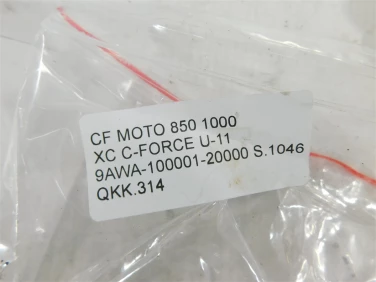 CF MOTO 850 1000
XC C-FORCE U-11
9AWA-100001-20000 S.1046
QKK.314